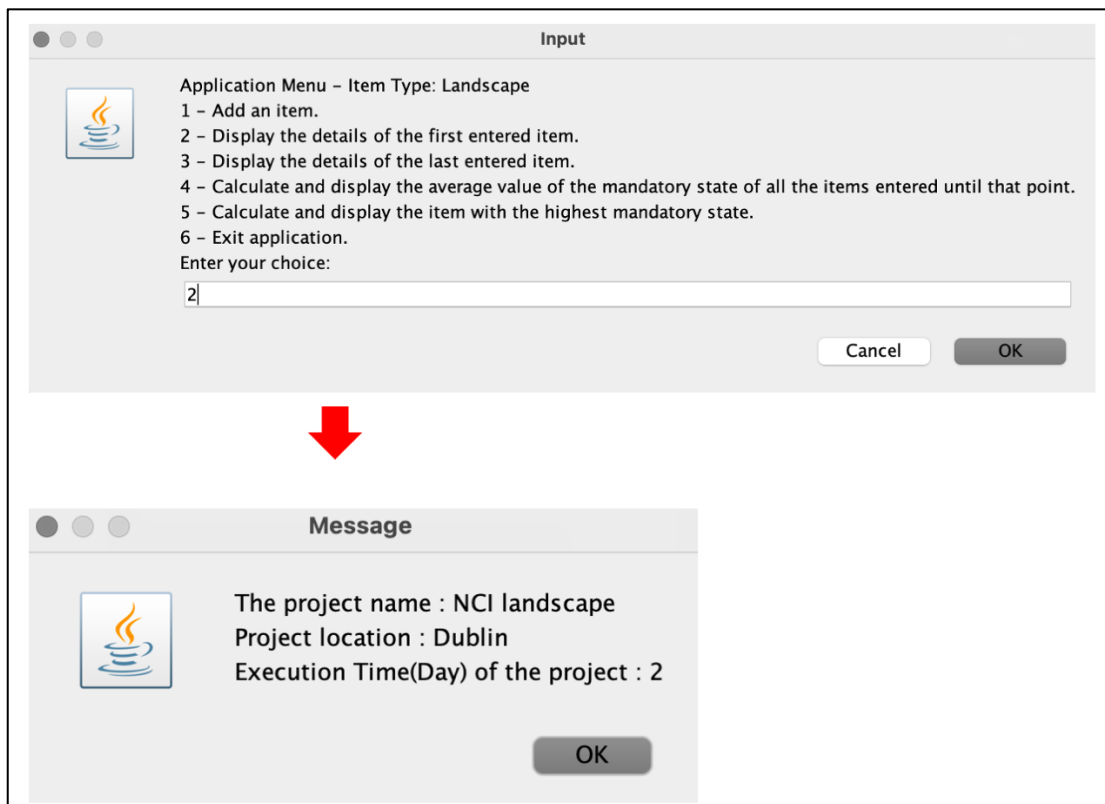 Input
Application Menu – Item Type: Landscape
1 – Add an item.
2 – Display the details of the first entered item.
3 – Display the details of the last entered item.
4 – Calculate and display the average value of the mandatory state of all the items entered until that point.
5 – Calculate and display the item with the highest mandatory state.
6 – Exit application.
Enter your choice:
2
Cancel OK
Message
The project name : NCI landscape
Project location : Dublin
Execution Time(Day) of the project : 2
OK